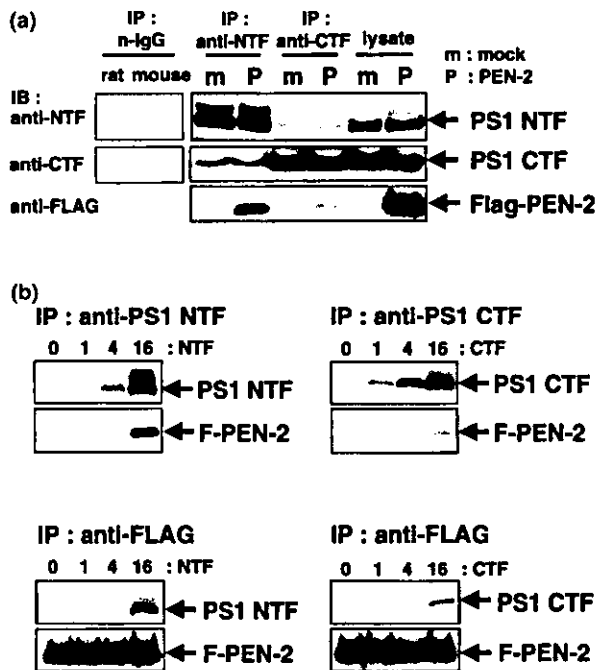 (a)
IP : n-IgG
IP : anti-NTF
IP : anti-CTF
lysate
rat mouse m P m P m P
m : mock
P : PEN-2
IB :
anti-NTF
PS1 NTF
anti-CTF
PS1 CTF
anti-FLAG
Flag-PEN-2
(b)
IP : anti-PS1 NTF
0 1 4 16 : NTF
PS1 NTF
F-PEN-2
IP : anti-PS1 CTF
0 1 4 16 : CTF
PS1 CTF
F-PEN-2
IP : anti-FLAG
0 1 4 16 : NTF
PS1 NTF
F-PEN-2
IP : anti-FLAG
0 1 4 16 : CTF
PS1 CTF
F-PEN-2